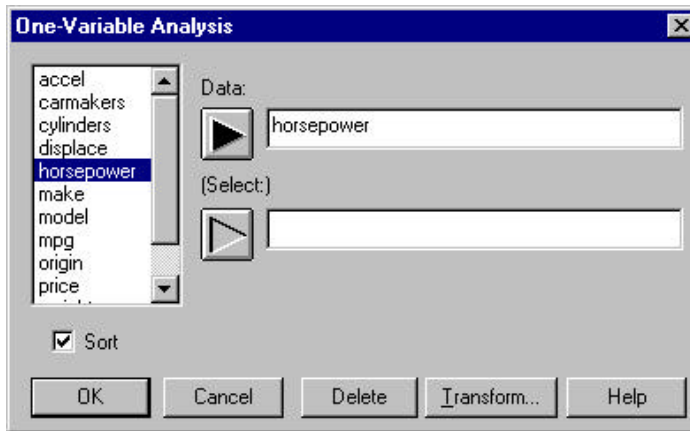 One-Variable Analysis
accel
carmakers
cylinders
displace
horsepower
make
model
mpg
origin
price
Data:
horsepower
(Select:)
Sort
OK
Cancel
Delete
Transform...
Help